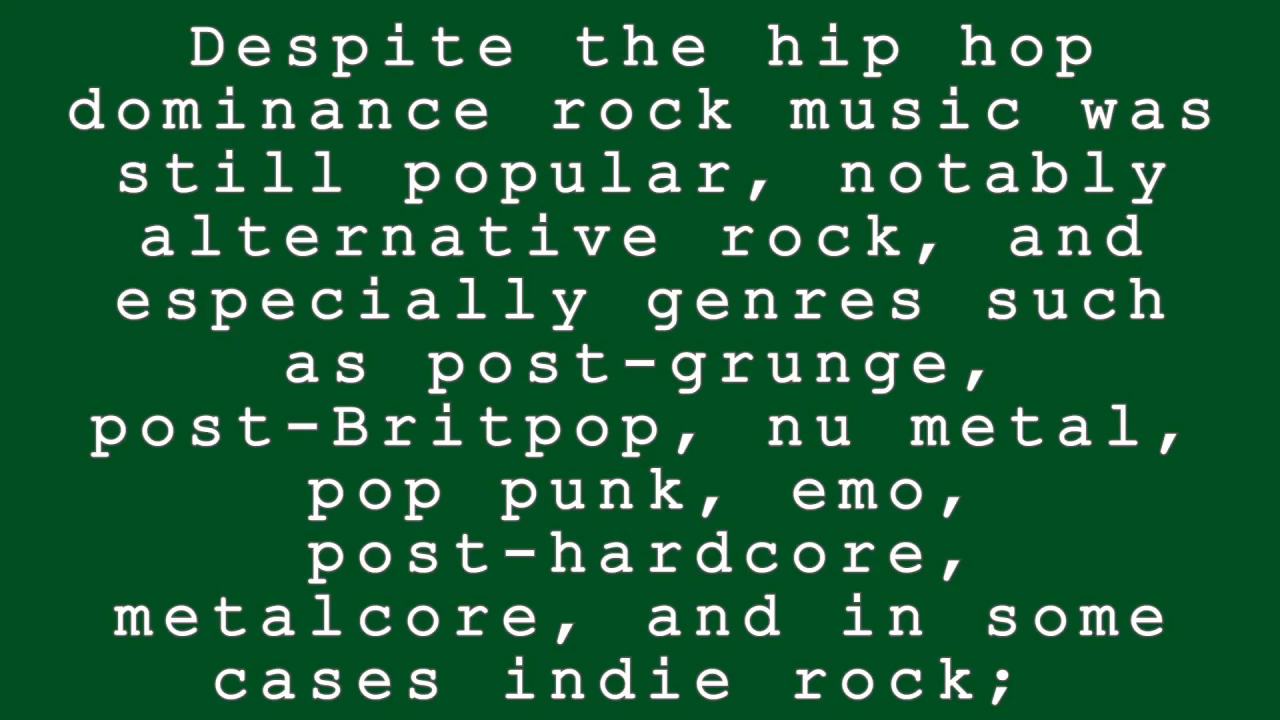 Despite the hip hop
dominance rock music was
still popular, notably
alternative rock, and
especially genres such
as post-grunge,
post-Britpop, nu metal,
pop punk, emo,
post-hardcore,
metalcore, and in some
cases indie rock;